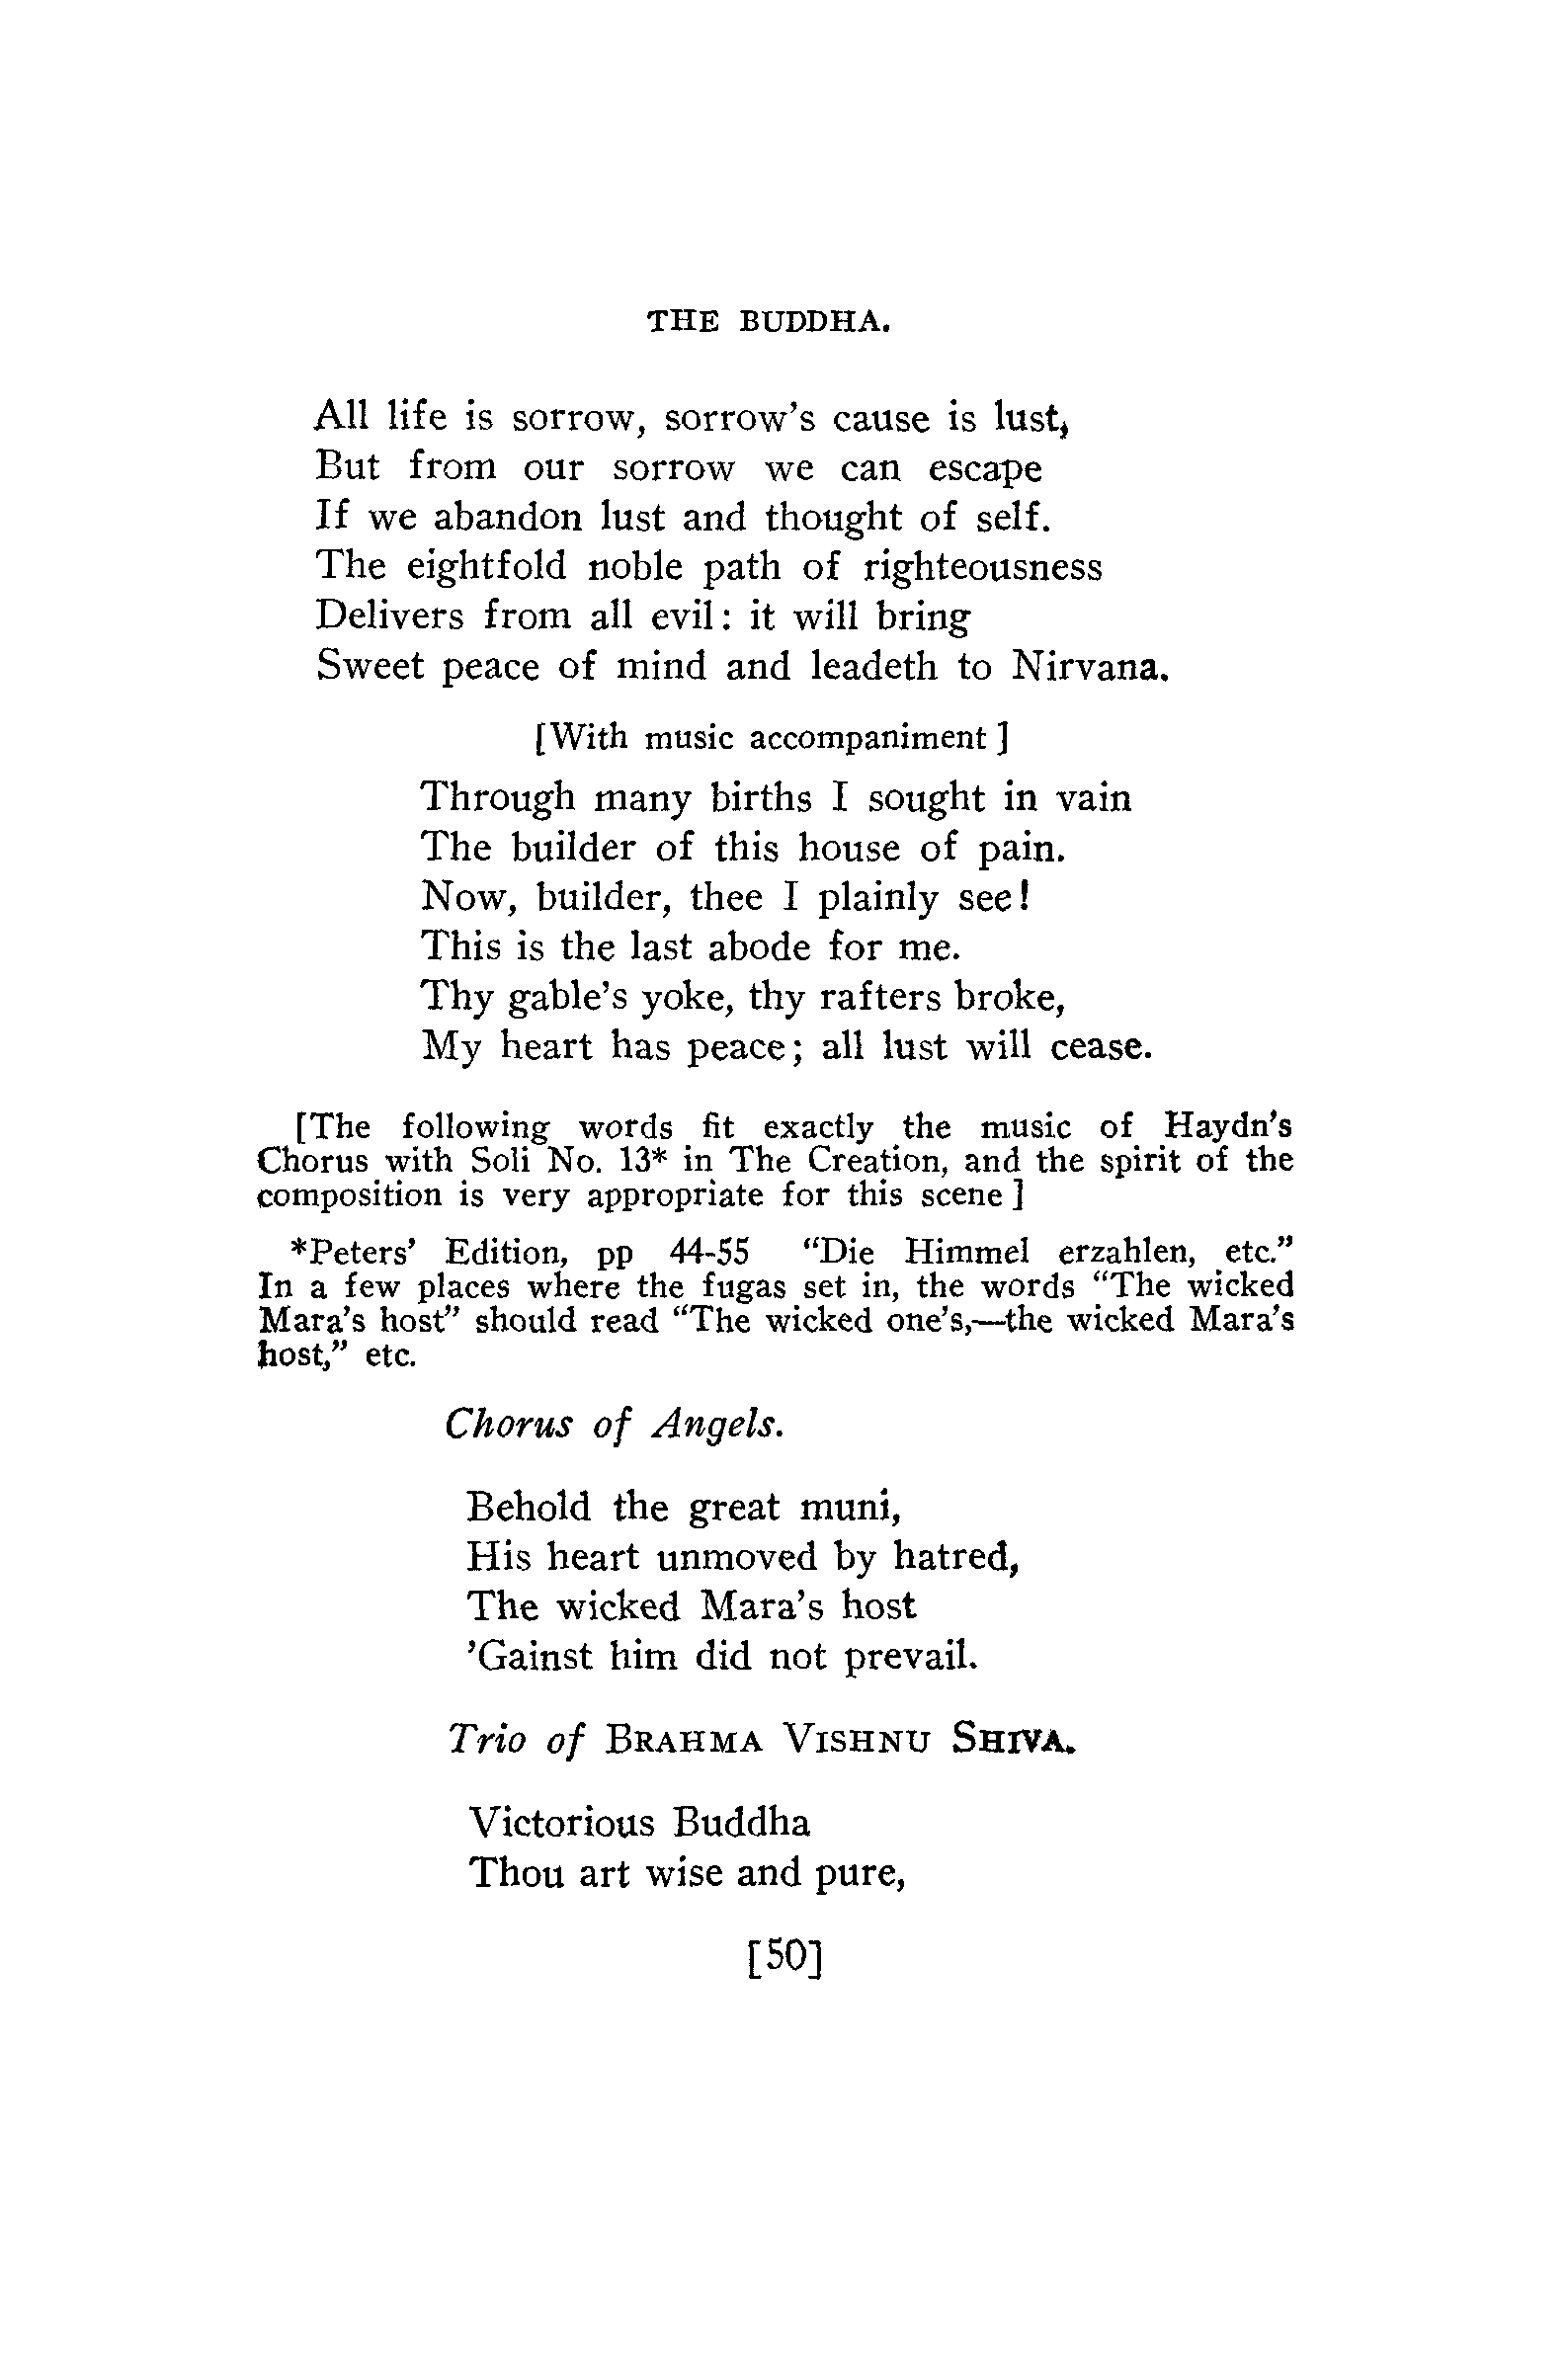 THE BUDDHA.
All life is sorrow, sorrow's cause is lust,
But from our sorrow we can escape
If we abandon lust and thought of self.
The eightfold noble path of righteousness
Delivers from all evil: it will bring
Sweet peace of mind and leadeth to Nirvana.
[With music accompaniment]
Through many births I sought in vain
The builder of this house of pain.
Now, builder, thee I plainly see!
This is the last abode for me.
Thy gable's yoke, thy rafters broke,
My heart has peace; all lust will cease.
[The following words fit exactly the music of Haydn's
Chorus with Soli No. 13* in The Creation, and the spirit of the
composition is very appropriate for this scene]
*Peters' Edition, pp 44-55 "Die Himmel erzahlen, etc."
In a few places where the fugas set in, the words "The wicked
Mara's host" should read "The wicked one's,—the wicked Mara's
host," etc.
Chorus of Angels.
Behold the great muni,
His heart unmoved by hatred,
The wicked Mara's host
'Gainst him did not prevail.
Trio of BRAHMA VISHNU SHIVA.
Victorious Buddha
Thou art wise and pure,
[50]